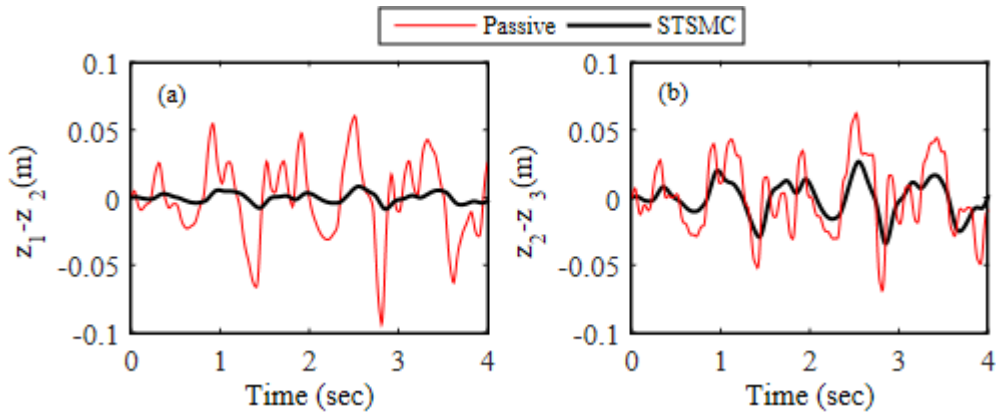 Passive STSMC
0.1
0.05
0
-0.05
-0.1
z1-z2(m)
(a)
0 1 2 3 4
Time (sec)
0.1
0.05
0
-0.05
-0.1
z2-z3(m)
(b)
0 1 2 3 4
Time (sec)